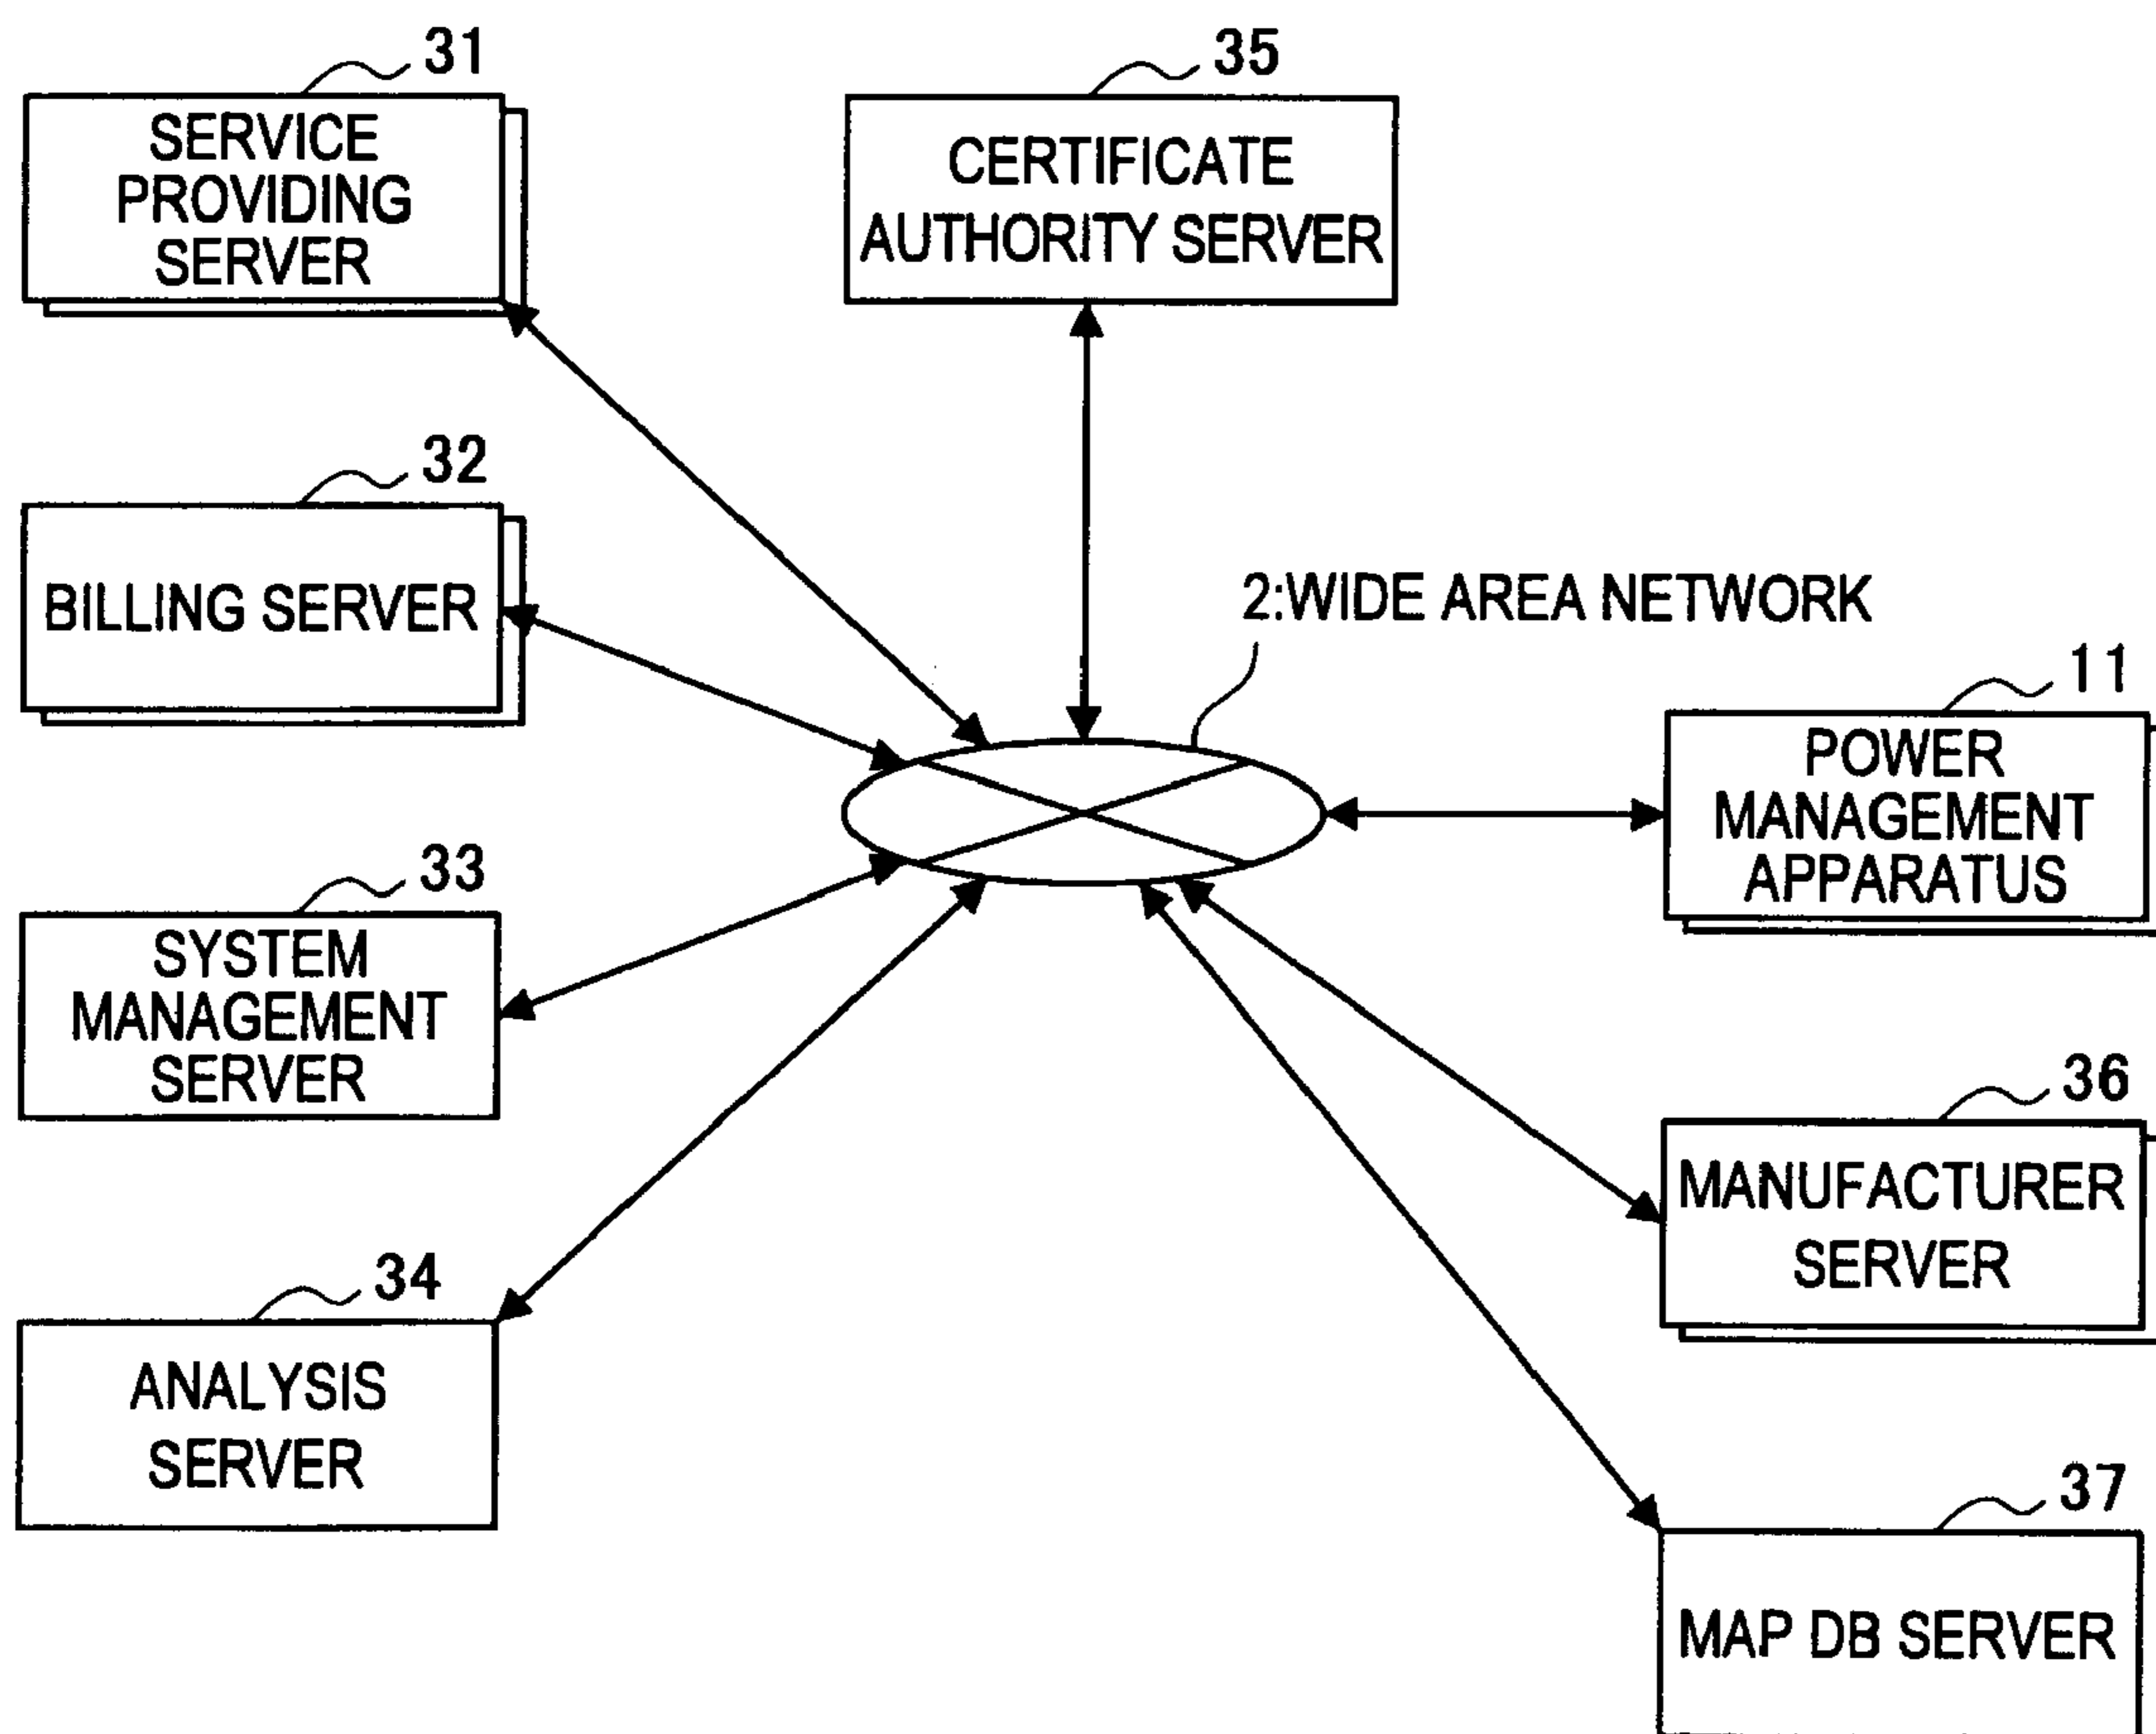 31
SERVICE
PROVIDING
SERVER
35
CERTIFICATE
AUTHORITY SERVER
32
BILLING SERVER
2:WIDE AREA NETWORK
11
POWER
MANAGEMENT
APPARATUS
33
SYSTEM
MANAGEMENT
SERVER
36
MANUFACTURER
SERVER
34
ANALYSIS
SERVER
37
MAP DB SERVER